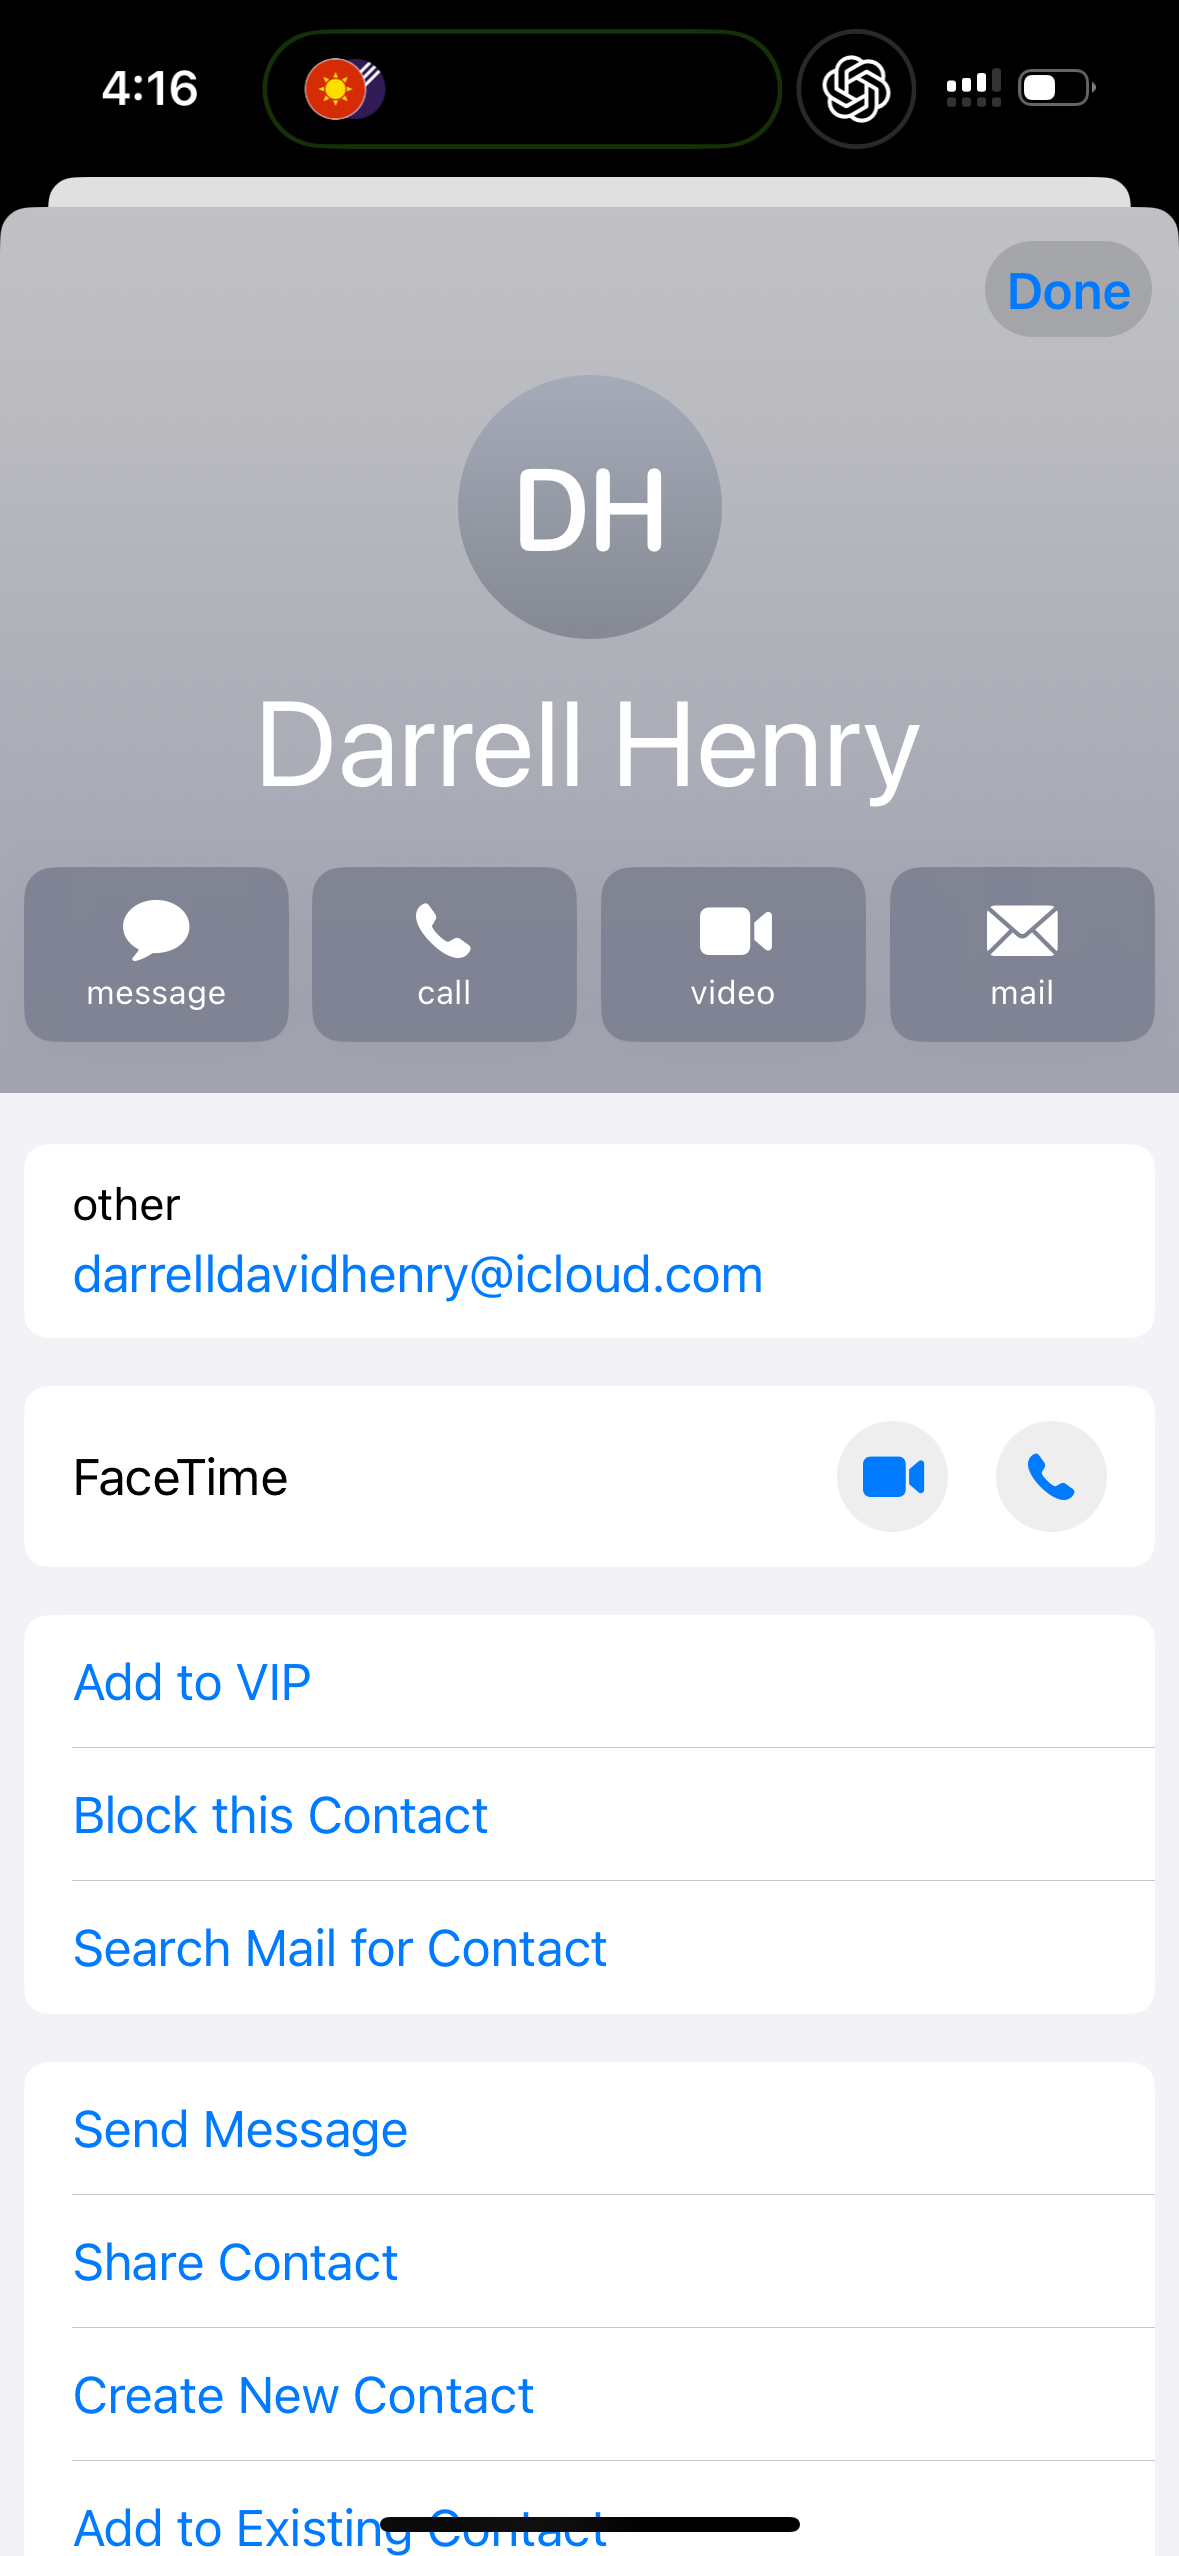 4:16
Done
DH
Darrell Henry
message
call
video
mail
other
darrelldavidhenry@icloud.com
FaceTime
Add to VIP
Block this Contact
Search Mail for Contact
Send Message
Share Contact
Create New Contact
Add to Existing Contact